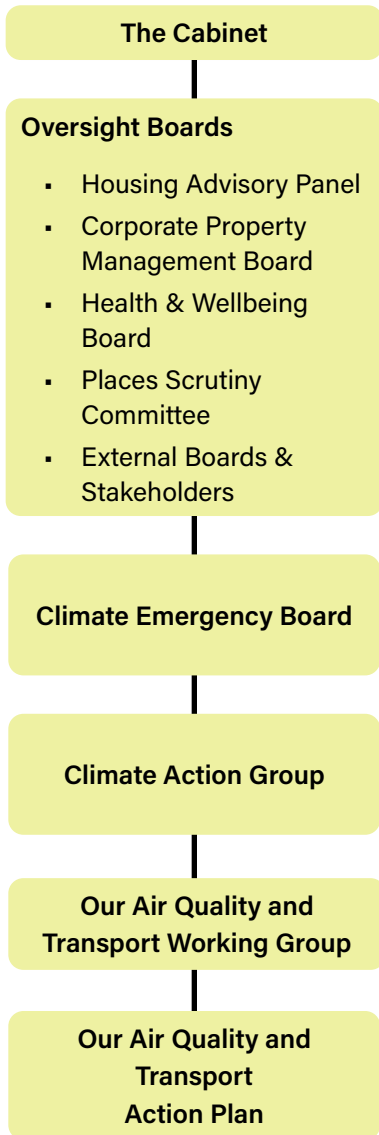 The Cabinet
Oversight Boards
▪ Housing Advisory Panel
▪ Corporate Property
Management Board
▪ Health & Wellbeing
Board
▪ Places Scrutiny
Committee
▪ External Boards &
Stakeholders
Climate Emergency Board
Climate Action Group
Our Air Quality and
Transport Working Group
Our Air Quality and
Transport
Action Plan